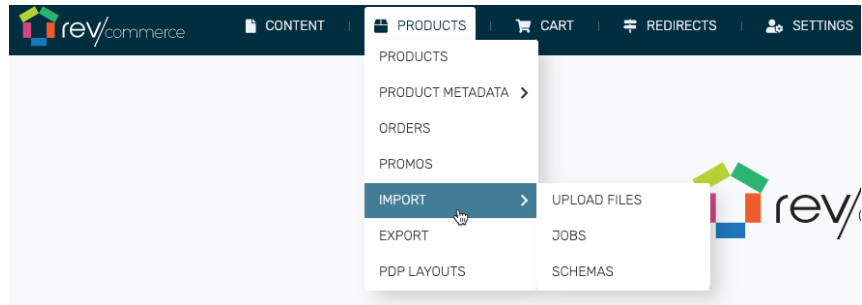 rev/commerce CONTENT PRODUCTS CART REDIRECTS SETTINGS
PRODUCTS
PRODUCT METADATA
ORDERS
PROMOS
IMPORT UPLOAD FILES
EXPORT JOBS
PDP LAYOUTS SCHEMAS
rev/